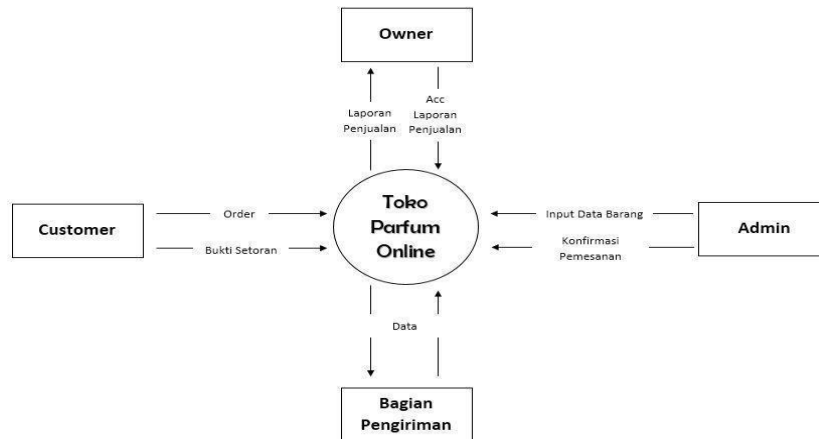 Owner
Laporan
Penjualan
Acc
Laporan
Penjualan
Customer
Order
Bukti Setoran
Toko
Parfum
Online
Input Data Barang
Konfirmasi
Pemesanan
Admin
Data
Bagian
Pengiriman